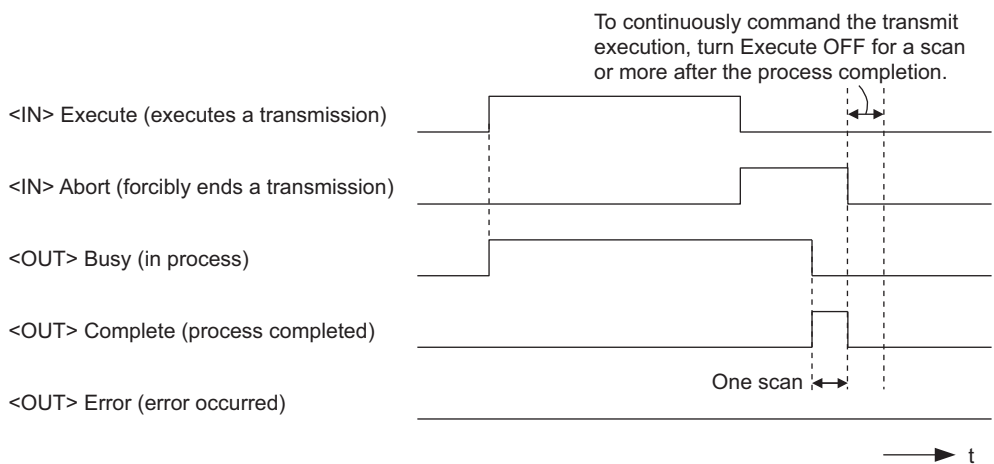 To continuously command the transmit
execution, turn Execute OFF for a scan
or more after the process completion.
<IN> Execute (executes a transmission)
<IN> Abort (forcibly ends a transmission)
<OUT> Busy (in process)
<OUT> Complete (process completed)
One scan
<OUT> Error (error occurred)
t